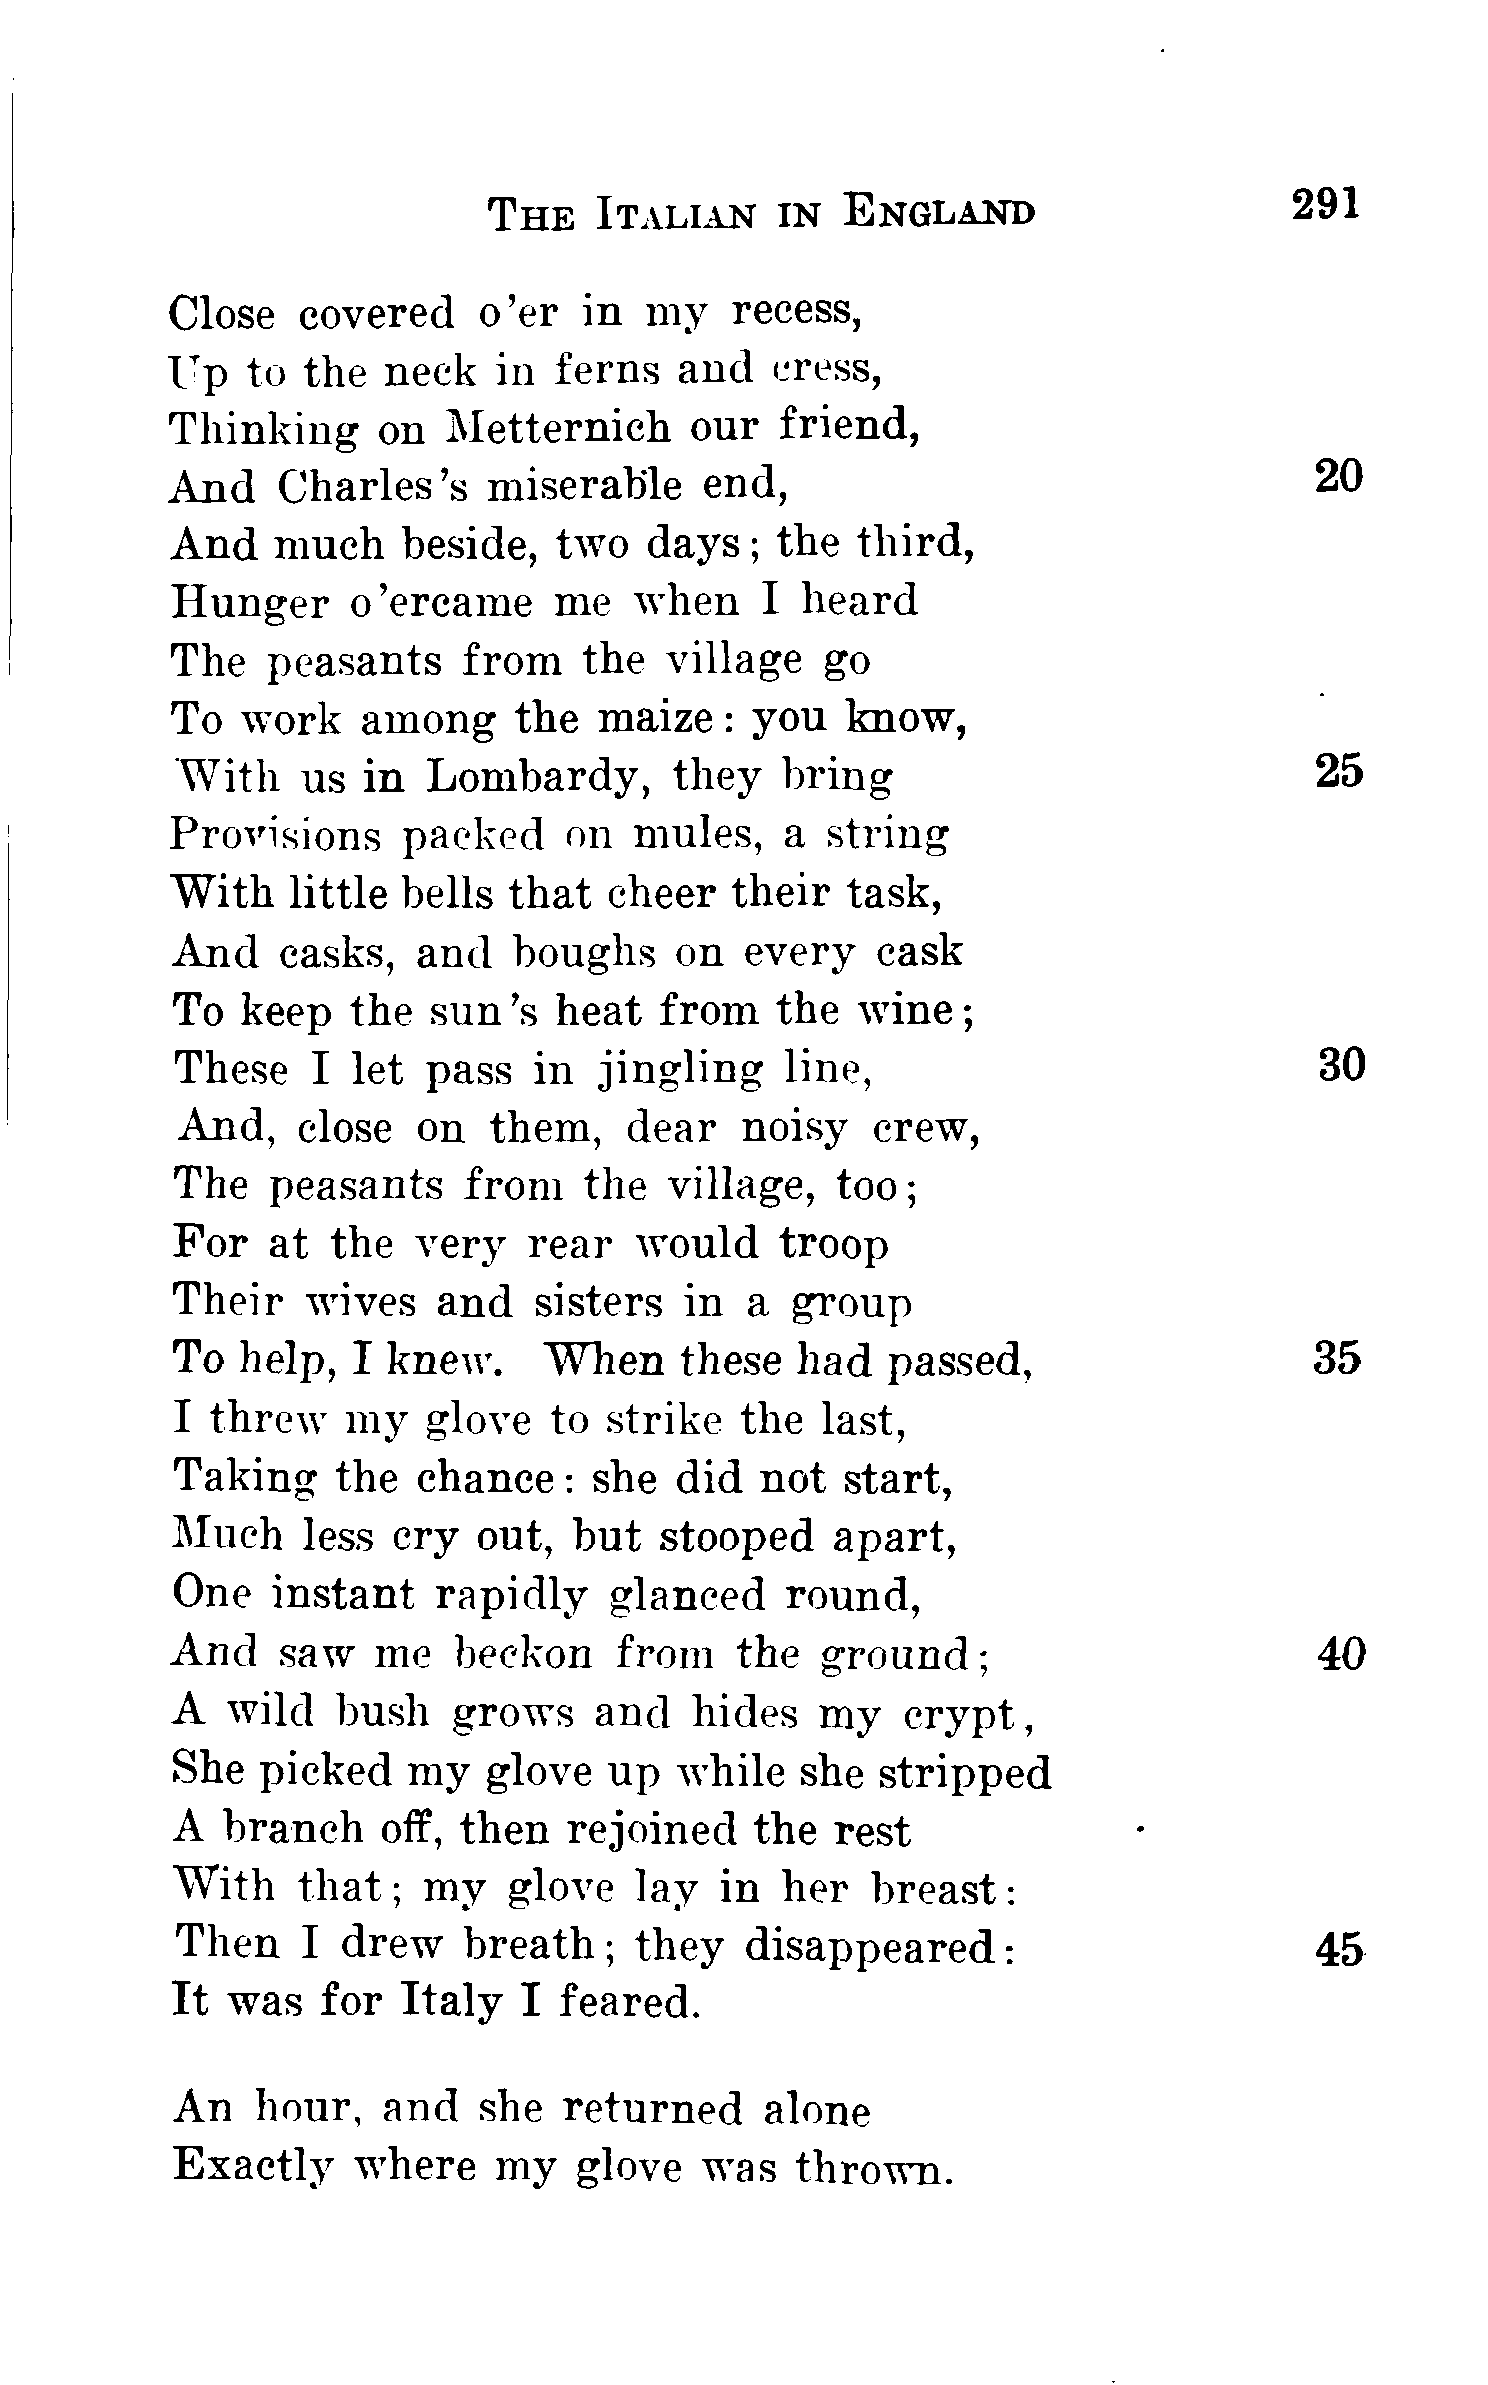 THE ITALIAN IN ENGLAND 291
Close covered o'er in my recess,
Up to the neck in ferns and cress,
Thinking on Metternich our friend,
And Charles's miserable end, 20
And much beside, two days; the third,
Hunger o'ercame me when I heard
The peasants from the village go
To work among the maize: you know,
With us in Lombardy, they bring 25
Provisions packed on mules, a string
With little bells that cheer their task,
And casks, and boughs on every cask
To keep the sun's heat from the wine;
These I let pass in jingling line, 30
And, close on them, dear noisy crew,
The peasants from the village, too;
For at the very rear would troop
Their wives and sisters in a group
To help, I knew. When these had passed, 35
I threw my glove to strike the last,
Taking the chance: she did not start,
Much less cry out, but stooped apart,
One instant rapidly glanced round,
And saw me beckon from the ground; 40
A wild bush grows and hides my crypt,
She picked my glove up while she stripped
A branch off, then rejoined the rest
With that; my glove lay in her breast:
Then I drew breath; they disappeared: 45
It was for Italy I feared.
An hour, and she returned alone
Exactly where my glove was thrown.